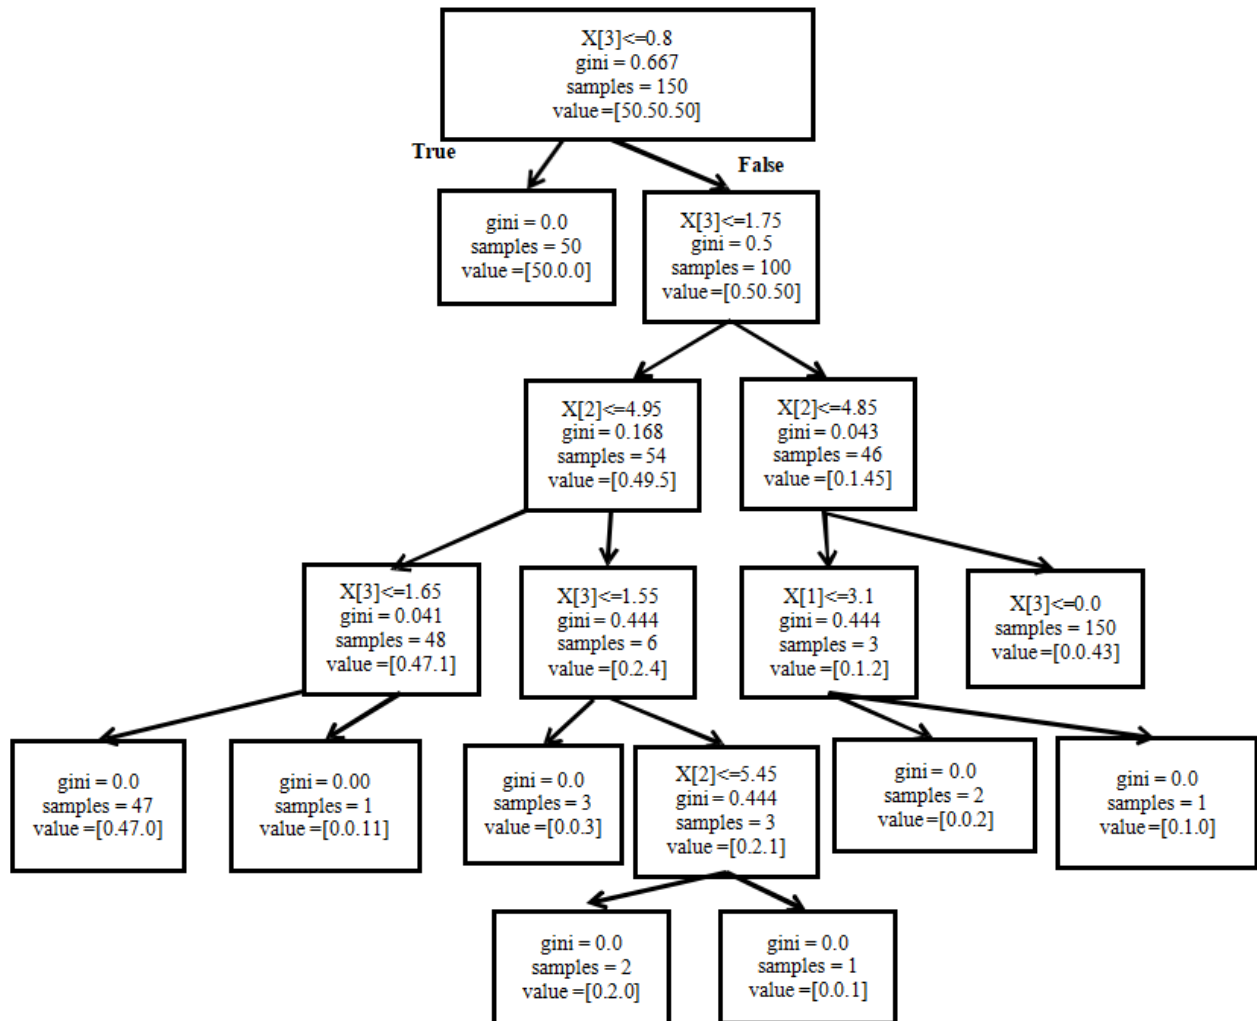 X[3]<=0.8
gini = 0.667
samples = 150
value =[50.50.50]
True
False
gini = 0.0
samples = 50
value =[50.0.0]
X[3]<=1.75
gini = 0.5
samples = 100
value =[0.50.50]
X[2]<=4.95
gini = 0.168
samples = 54
value =[0.49.5]
X[2]<=4.85
gini = 0.043
samples = 46
value =[0.1.45]
X[3]<=1.65
gini = 0.041
samples = 48
value =[0.47.1]
X[3]<=1.55
gini = 0.444
samples = 6
value =[0.2.4]
X[1]<=3.1
gini = 0.444
samples = 3
value =[0.1.2]
X[3]<=0.0
samples = 150
value =[0.0.43]
gini = 0.0
samples = 47
value =[0.47.0]
gini = 0.00
samples = 1
value =[0.0.11]
gini = 0.0
samples = 3
value =[0.0.3]
X[2]<=5.45
gini = 0.444
samples = 3
value =[0.2.1]
gini = 0.0
samples = 2
value =[0.0.2]
gini = 0.0
samples = 1
value =[0.1.0]
gini = 0.0
samples = 2
value =[0.2.0]
gini = 0.0
samples = 1
value =[0.0.1]